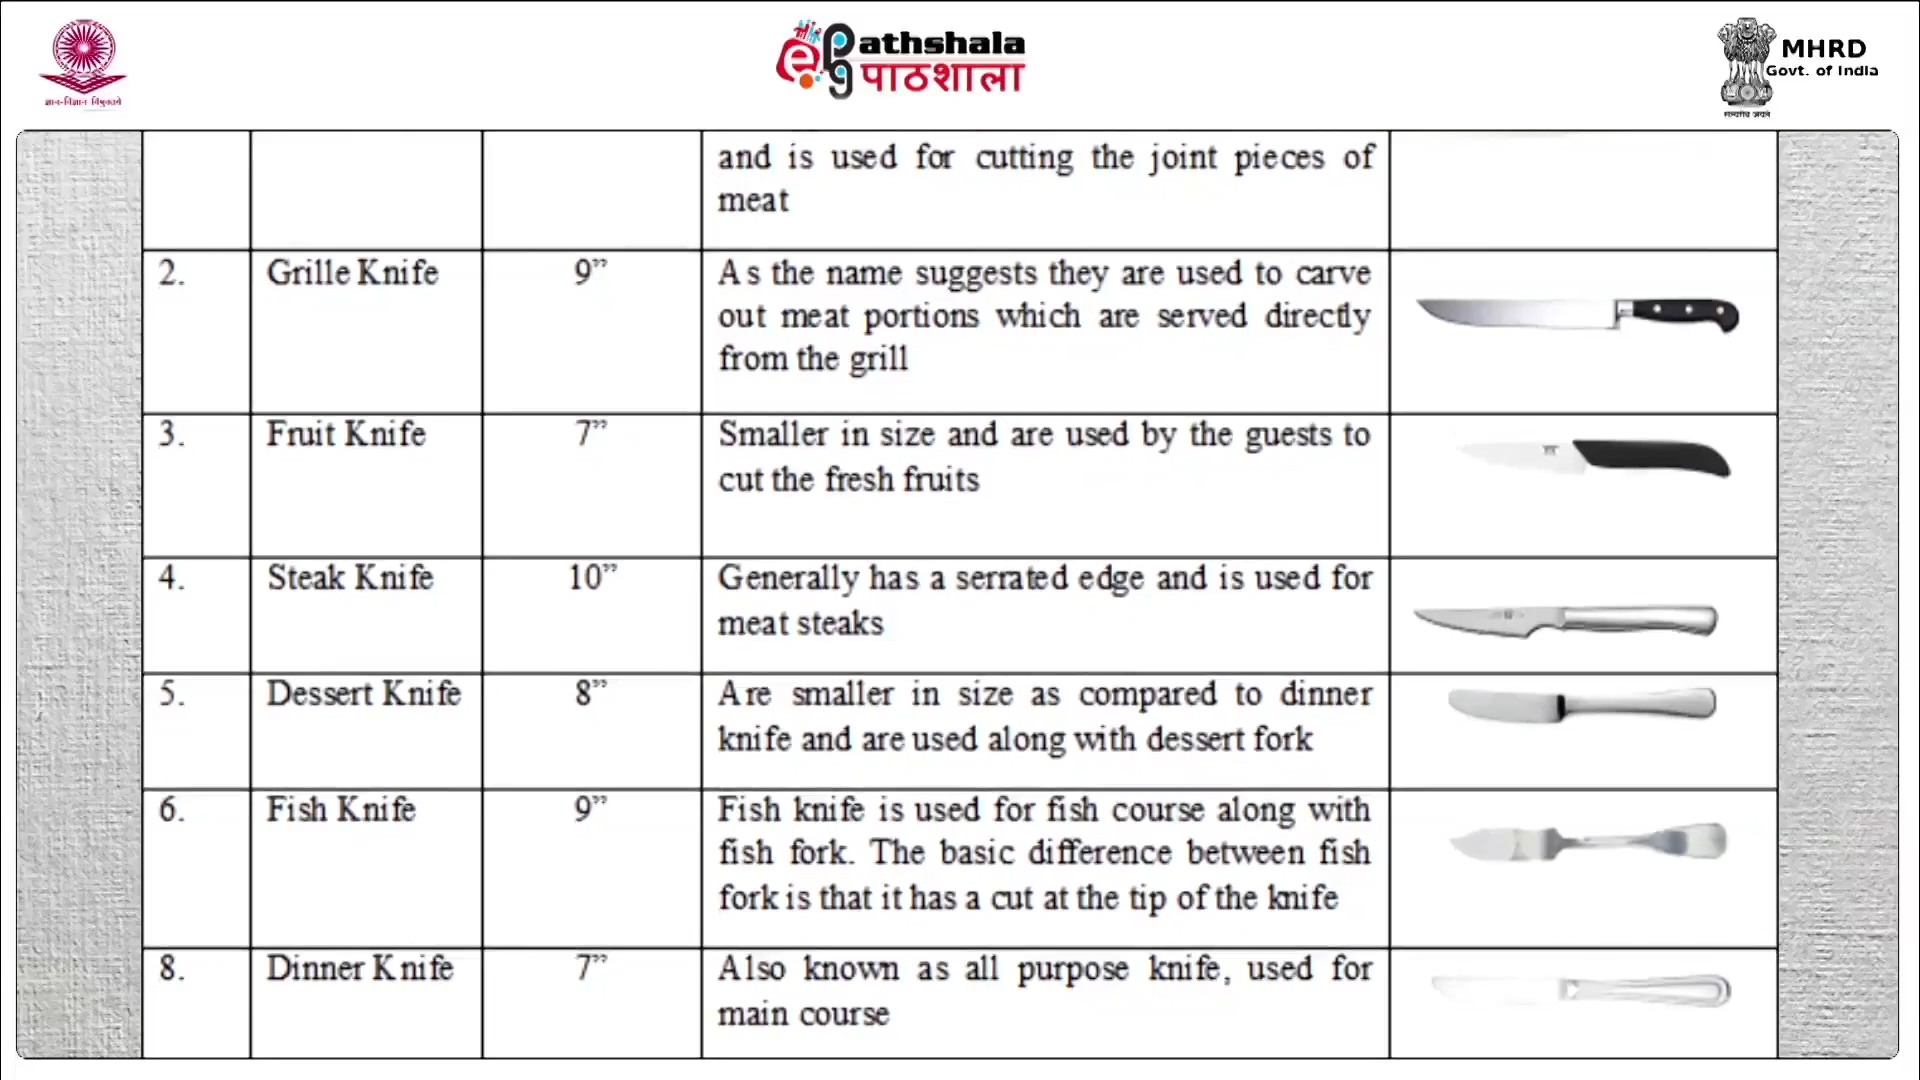 ज्ञान-विज्ञान विमुक्तये
athshala
पाठशाला
MHRD
Govt. of India
सत्यमेव जयते
and is used for cutting the joint pieces of
meat
2. Grille Knife 9” As the name suggests they are used to carve
out meat portions which are served directly
from the grill
3. Fruit Knife 7” Smaller in size and are used by the guests to
cut the fresh fruits
4. Steak Knife 10” Generally has a serrated edge and is used for
meat steaks
5. Dessert Knife 8” Are smaller in size as compared to dinner
knife and are used along with dessert fork
6. Fish Knife 9” Fish knife is used for fish course along with
fish fork. The basic difference between fish
fork is that it has a cut at the tip of the knife
8. Dinner Knife 7” Also known as all purpose knife, used for
main course